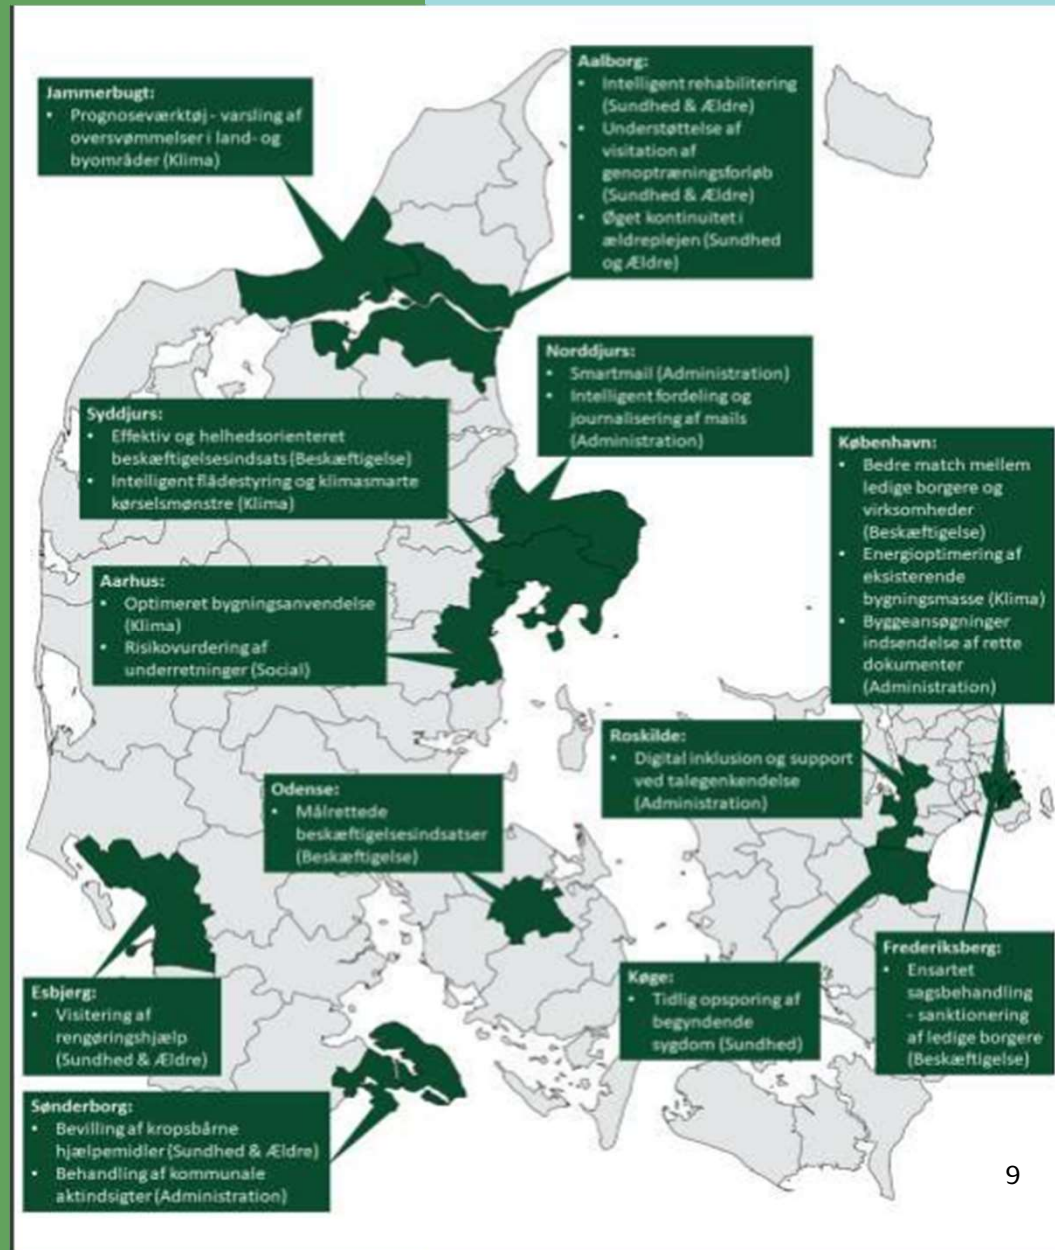 Jammerbugt:
• Prognoseværktøj - varsling af
oversvømmelser i land- og
byområder (Klima)
Aalborg:
• Intelligent rehabilitering
(Sundhed & Ældre)
• Understøttelse af
visitation af
genoptræningsforløb
(Sundhed & Ældre)
• Øget kontinuitet i
ældreplejen (Sundhed
og Ældre)
Norddjurs:
• Smartmail (Administration)
• Intelligent fordeling og
journalisering af mails
(Administration)
Syddjurs:
• Effektiv og helhedsorienteret
beskæftigelsesindsats (Beskæftigelse)
• Intelligent flådestyring og klimasmarte
kørselsmønstre (Klima)
København:
• Bedre match mellem
ledige borgere og
virksomheder
(Beskæftigelse)
• Energioptimering af
eksisterende
bygningsmasse (Klima)
• Byggeansøgninger
indsendelse af rette
dokumenter
(Administration)
Aarhus:
• Optimeret bygningsanvendelse
(Klima)
• Risikovurdering af
underretninger (Social)
Roskilde:
• Digital inklusion og support
ved talegenkendelse
(Administration)
Odense:
• Målrettede
beskæftigelsesindsatser
(Beskæftigelse)
Frederiksberg:
• Ensartet
sagsbehandling
- sanktionering
af ledige borgere
(Beskæftigelse)
Køge:
• Tidlig opsporing af
begyndende
sygdom (Sundhed)
Esbjerg:
• Visitering af
rengøringshjælp
(Sundhed & Ældre)
Sønderborg:
• Bevilling af kropsbårne
hjælpemidler (Sundhed & Ældre)
• Behandling af kommunale
aktindsigter (Administration)
9